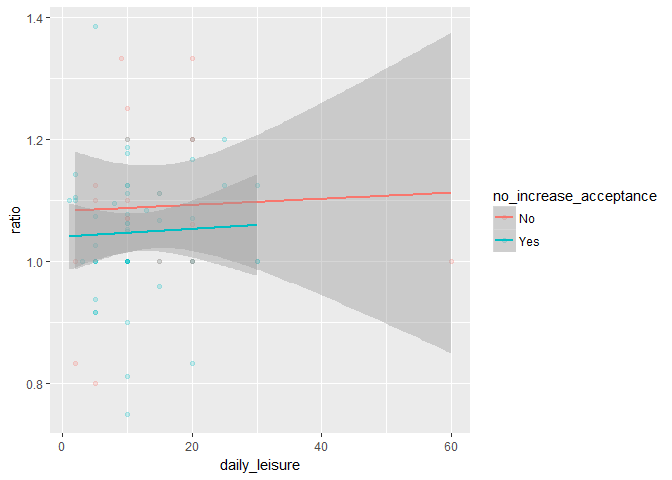 1.4
1.2
1.0
0.8
ratio
0
20
40
60
daily_leisure
no_increase_acceptance
No
Yes